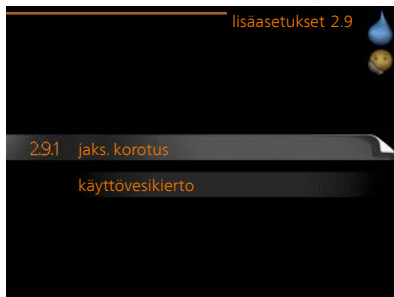 lisäasetukset 2.9
2.9.1 jaks. korotus
käyttövesikierto